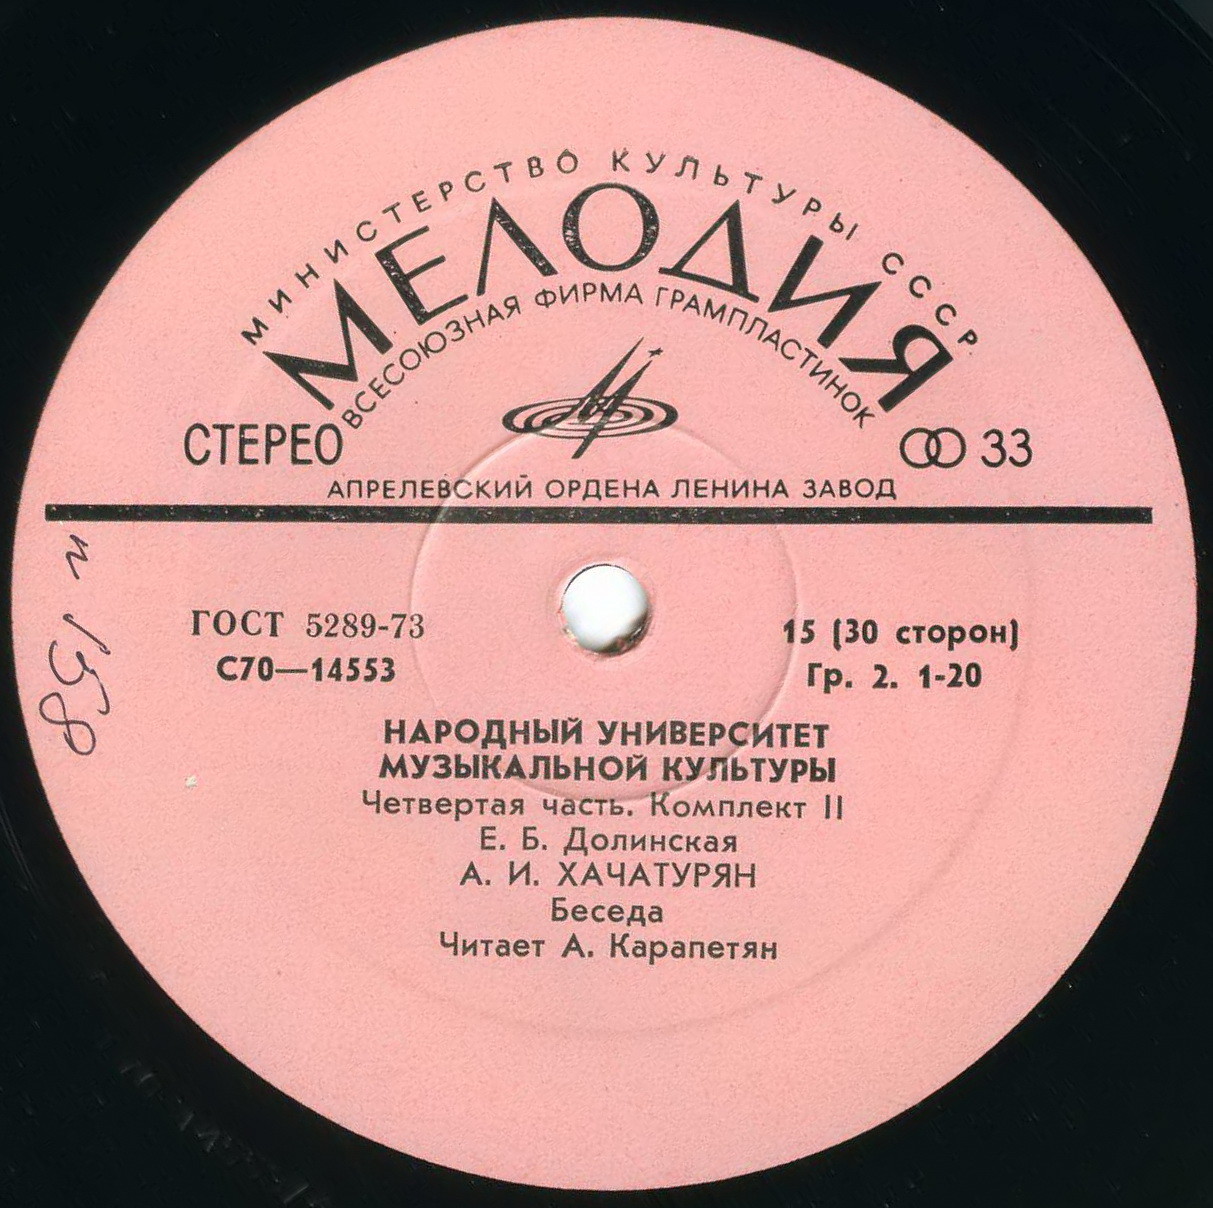 МИНИСТЕРСТВО КУЛЬТУРЫ СССР
МЕЛОДИЯ
ВСЕСОЮЗНАЯ ФИРМА ГРАМПЛАСТИНОК
СТЕРЕО
33
АПРЕЛЕВСКИЙ ОРДЕНА ЛЕНИНА ЗАВОД
ГОСТ 5289-73
С70—14553
15 (30 сторон)
Гр. 2. 1-20
НАРОДНЫЙ УНИВЕРСИТЕТ
МУЗЫКАЛЬНОЙ КУЛЬТУРЫ
Четвертая часть. Комплект II
Е. Б. Долинская
А. И. ХАЧАТУРЯН
Беседа
Читает А. Карапетян